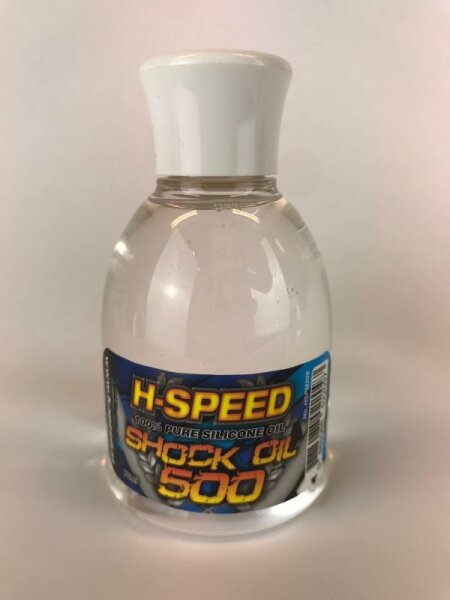 H-SPEED
100% PURE SILICONE OIL
SHOCK OIL
500